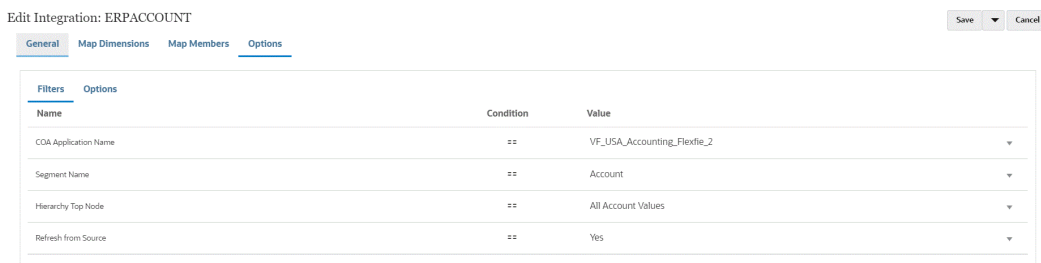 Edit Integration: ERPACCOUNT
Save Cancel
General Map Dimensions Map Members Options
Filters Options
Name Condition Value
COA Application Name == VF_USA_Accounting_Flexfie_2
Segment Name == Account
Hierarchy Top Node == All Account Values
Refresh from Source == Yes